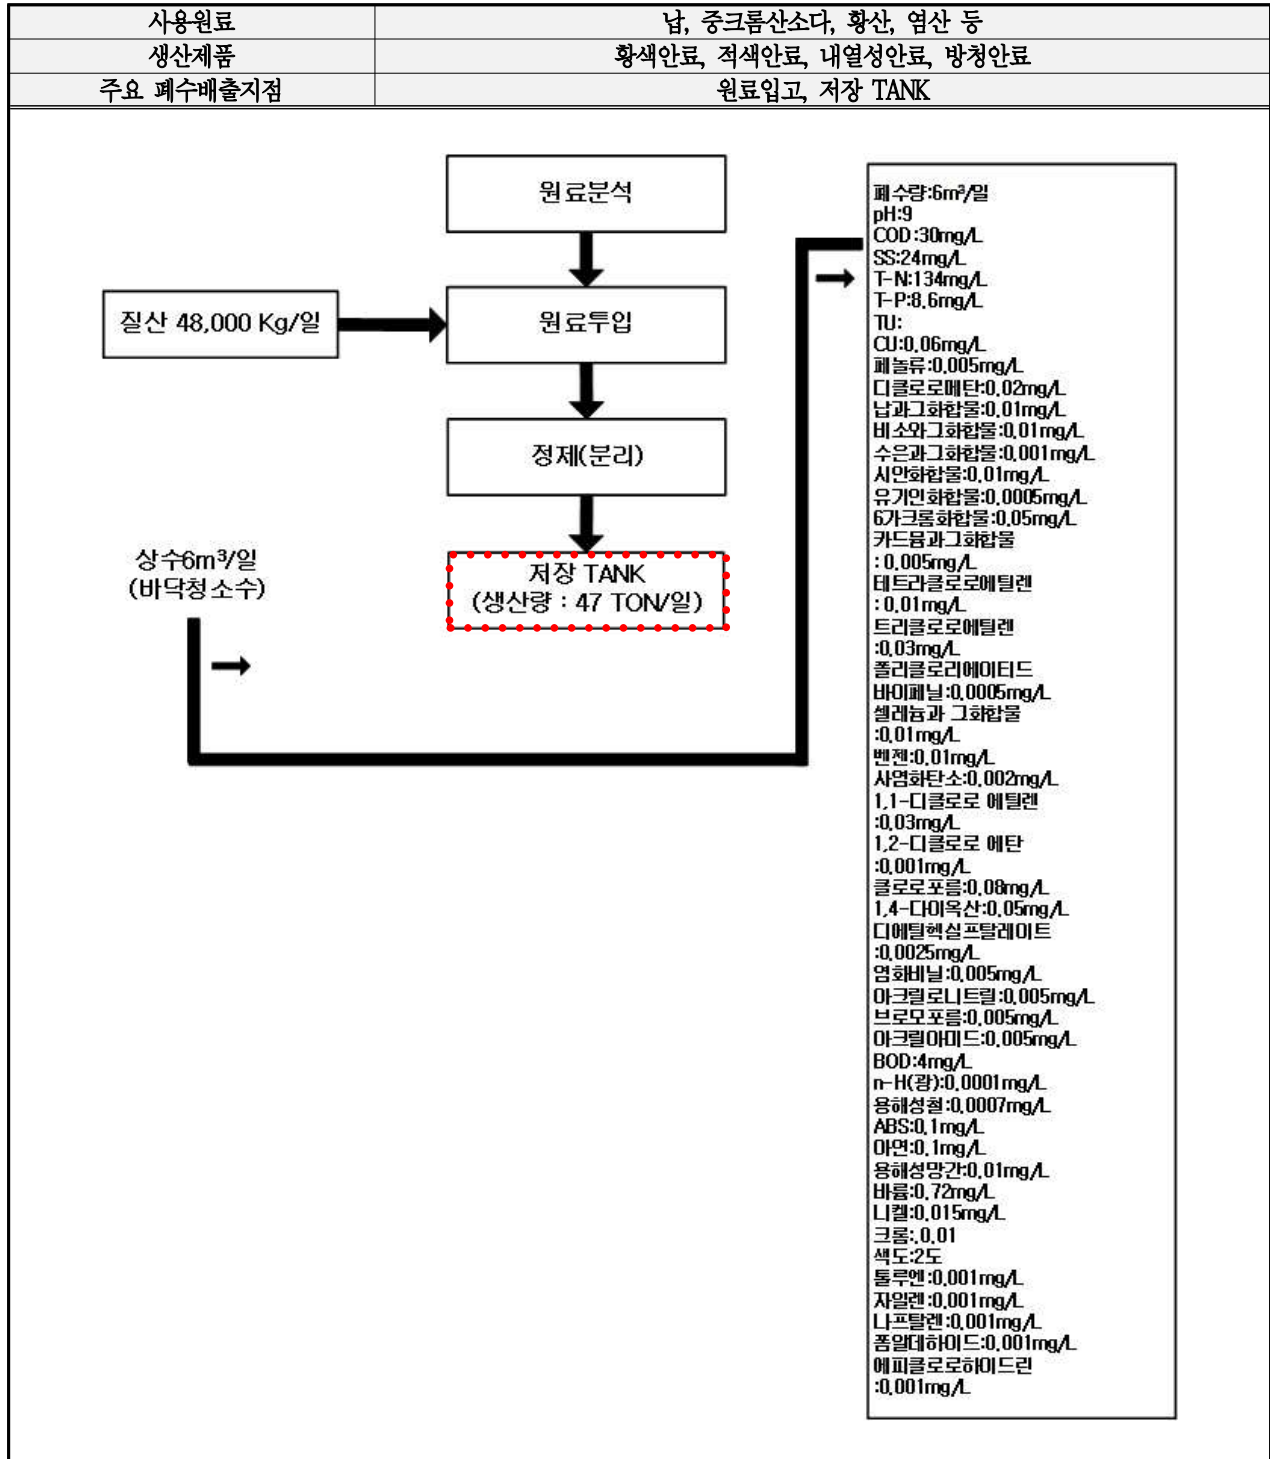 사용원료 납, 중크롬산소다, 황산, 염산 등
생산제품 황색안료, 적색안료, 내열성안료, 방청안료
주요 폐수배출지점 원료입고, 저장 TANK
원료분석
질산 48,000 Kg/일
원료투입
정제(분리)
저장 TANK
(생산량 : 47 TON/일)
상수6m³/일
(바닥청소수)
폐수량:6m³/일
pH:9
COD:30mg/L
SS:24mg/L
T-N:134mg/L
T-P:8.6mg/L
TU:
CU:0.06mg/L
페놀류:0.005mg/L
디클로로메탄:0.02mg/L
납과그화합물:0.01mg/L
비소와그화합물:0.01mg/L
수은과그화합물:0.001mg/L
시안화합물:0.01mg/L
유기인화합물:0.0005mg/L
6가크롬화합물:0.05mg/L
카드뮴과그화합물
:0.005mg/L
테트라클로로에틸렌
:0.01mg/L
트리클로로에틸렌
:0.03mg/L
폴리클로리에이티드
바이페닐:0.0005mg/L
셀레늄과 그화합물
:0.01mg/L
벤젠:0.01mg/L
사염화탄소:0.002mg/L
1,1-디클로로 에틸렌
:0.03mg/L
1,2-디클로로 에탄
:0.001mg/L
클로로포름:0.08mg/L
1,4-다이옥산:0.05mg/L
디에틸헥실프탈레이트
:0.0025mg/L
염화비닐:0.005mg/L
아크릴로니트릴:0.005mg/L
브로모포름:0.005mg/L
아크릴아미드:0.005mg/L
BOD:4mg/L
n-H(광):0.0001mg/L
용해성철:0.0007mg/L
ABS:0.1mg/L
아연:0.1mg/L
용해성망간:0.01mg/L
바륨:0.72mg/L
니켈:0.015mg/L
크롬:.0.01
색도:2도
톨루엔:0.001mg/L
자일렌:0.001mg/L
나프탈렌:0.001mg/L
폼알데하이드:0.001mg/L
에피클로로하이드린
:0.001mg/L